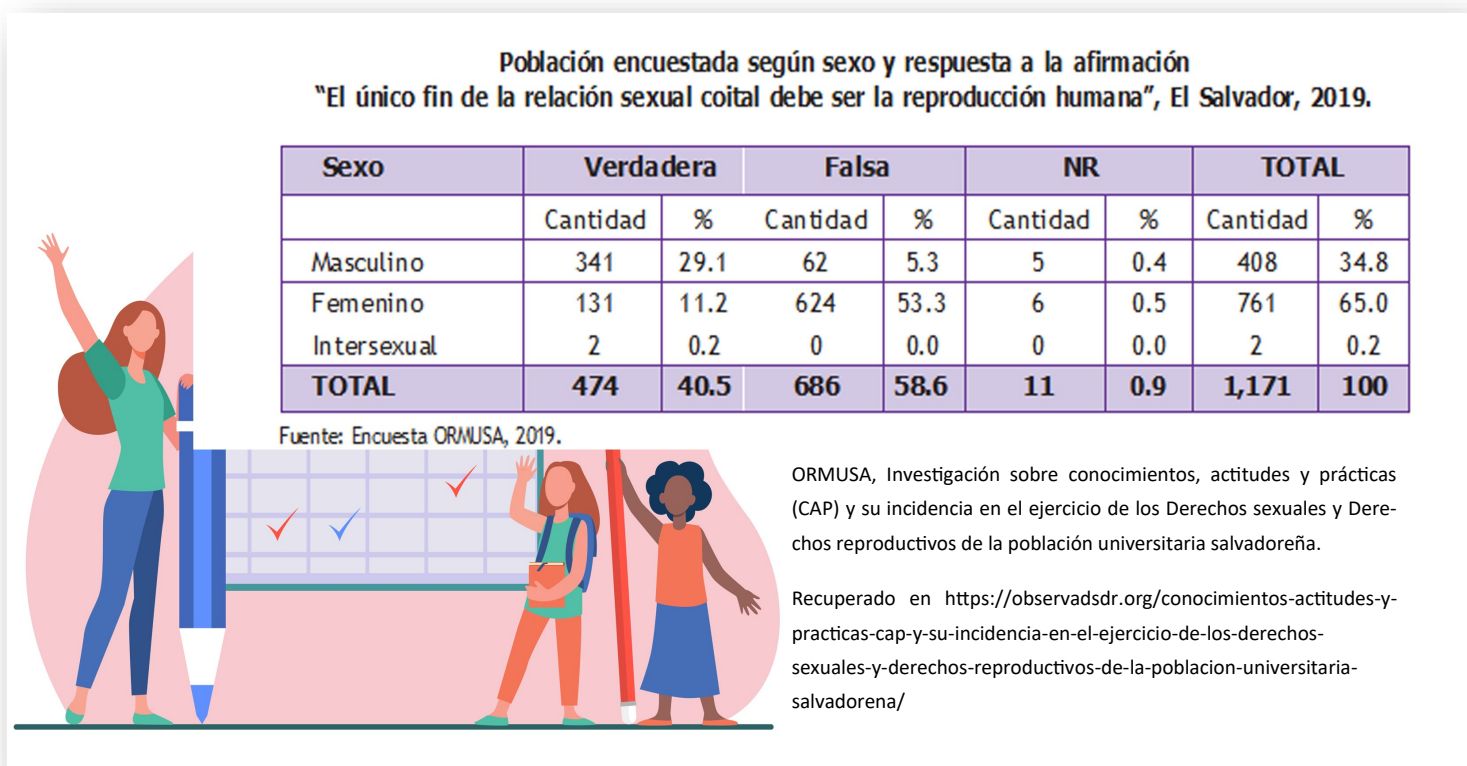 Población encuestada según sexo y respuesta a la afirmación
"El único fin de la relación sexual coital debe ser la reproducción humana", El Salvador, 2019.
Sexo Verdadera Falsa NR TOTAL
Cantidad % Cantidad % Cantidad % Cantidad %
Masculino 341 29.1 62 5.3 5 0.4 408 34.8
Femenino 131 11.2 624 53.3 6 0.5 761 65.0
Intersexual 2 0.2 0 0.0 0 0.0 2 0.2
TOTAL 474 40.5 686 58.6 11 0.9 1,171 100
Fuente: Encuesta ORMUSA, 2019.
ORMUSA, Investigación sobre conocimientos, actitudes y prácticas
(CAP) y su incidencia en el ejercicio de los Derechos sexuales y Dere-
chos reproductivos de la población universitaria salvadoreña.
Recuperado en https://observadsdr.org/conocimientos-actitudes-y-
practicas-cap-y-su-incidencia-en-el-ejercicio-de-los-derechos-
sexuales-y-derechos-reproductivos-de-la-poblacion-universitaria-
salvadorena/